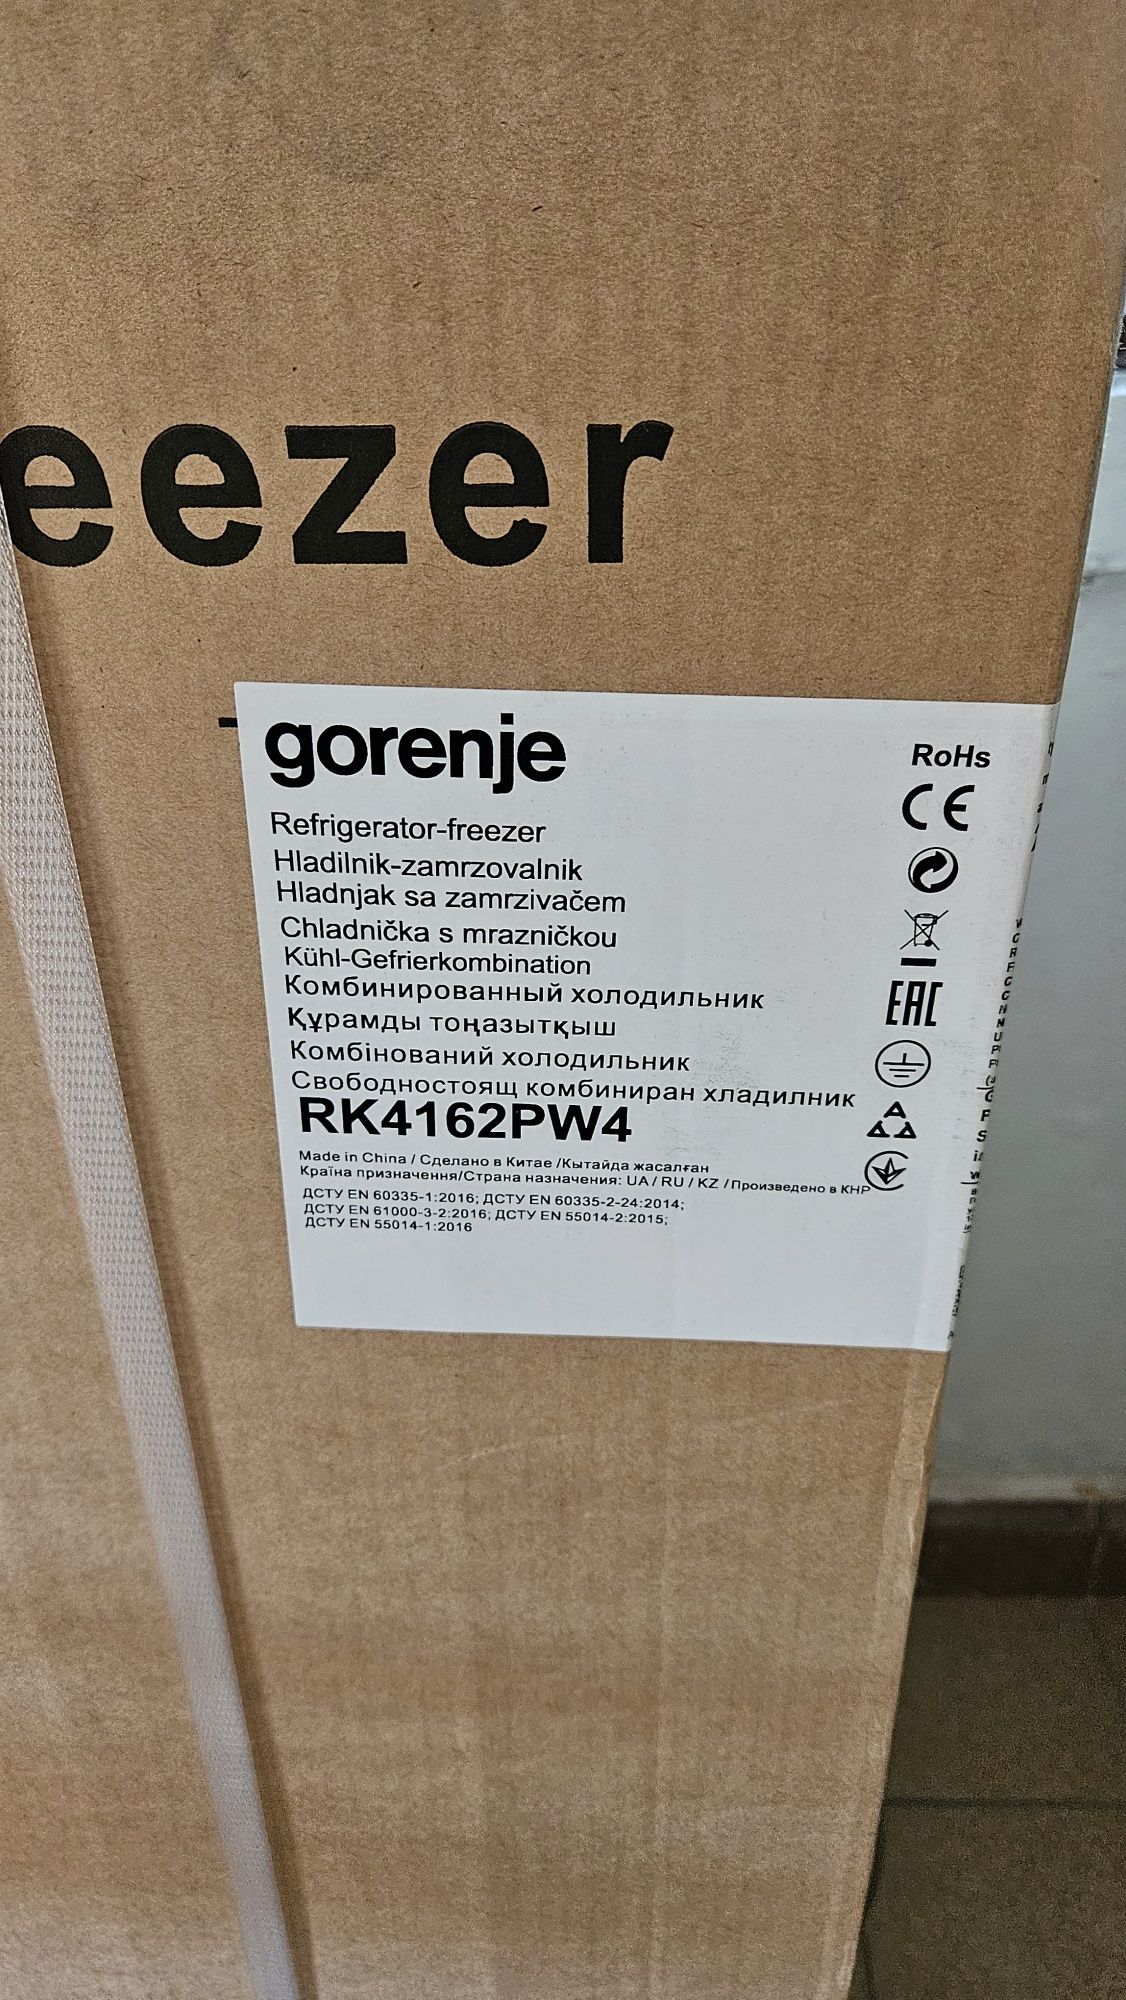 eezer
gorenje
RoHs
CE
Refrigerator-freezer
Hladilnik-zamrzovalnik
Hladnjak sa zamrzivačem
Chladnička s mrazničkou
Kühl-Gefrierkombination
Комбинированный холодильник
EAC
Құрамды тоңазытқыш
Комбінований холодильник
Свободностоящ комбиниран хладилник
RK4162PW4
Made in China / Сделано в Китае /Кытайда жасалған
Країна призначення/Страна назначения: UA / RU / KZ /Произведено в КНР
ДСТУ EN 60335-1:2016; ДСТУ EN 60335-2-24:2014;
ДСТУ EN 61000-3-2:2016; ДСТУ EN 55014-2:2015;
ДСТУ EN 55014-1:2016